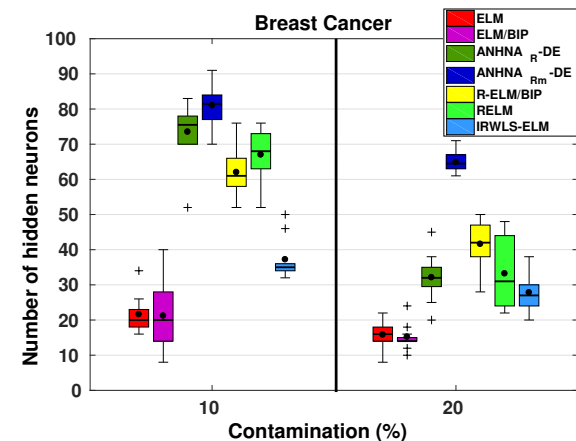 Breast Cancer
ELM
ELM/BIP
ANHNA R-DE
ANHNA Rm-DE
R-ELM/BIP
RELM
IRWLS-ELM
Number of hidden neurons
100
90
80
70
60
50
40
30
20
10
0
10
20
Contamination (%)